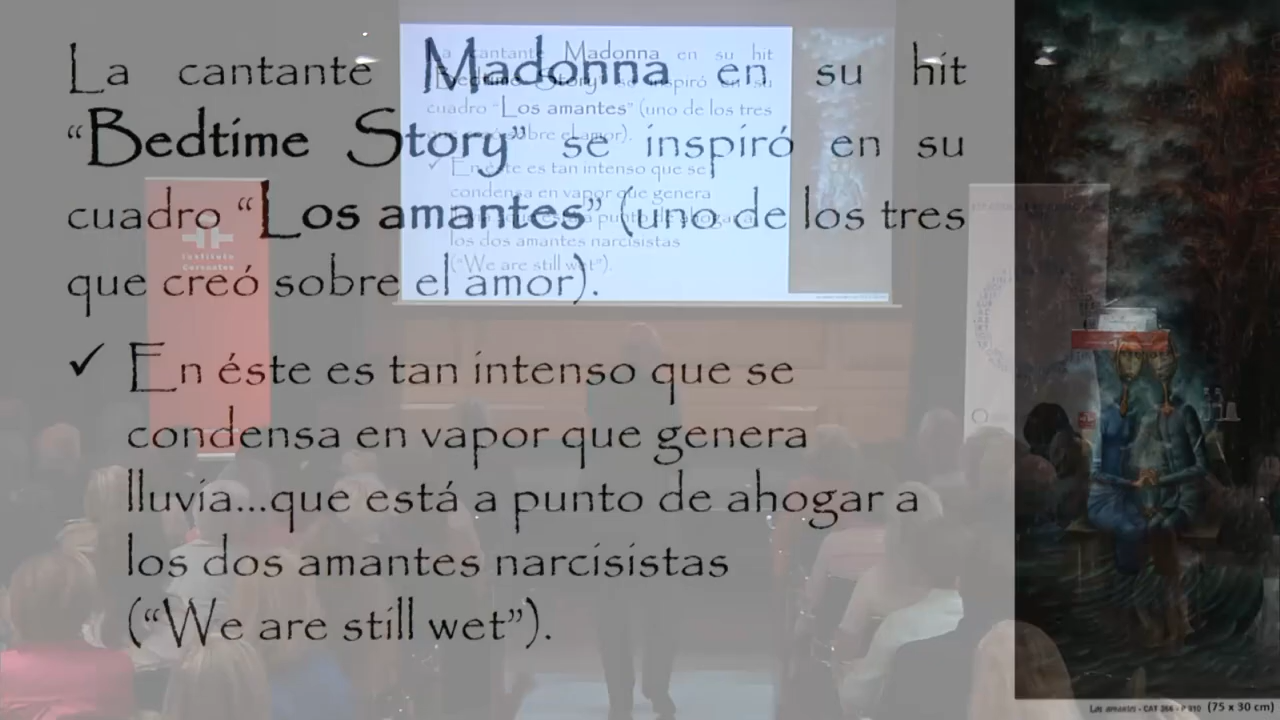 La cantante Madonna en su hit
“Bedtime Story” se inspiró en su
cuadro “Los amantes” (uno de los tres
que creó sobre el amor).
✓ En éste es tan intenso que se
condensa en vapor que genera
lluvia...que está a punto de ahogar a
los dos amantes narcisistas
(“We are still wet”).
Instituto
Cervantes
Los amantes - CAT 266 - P 310 (75 x 30 cm)